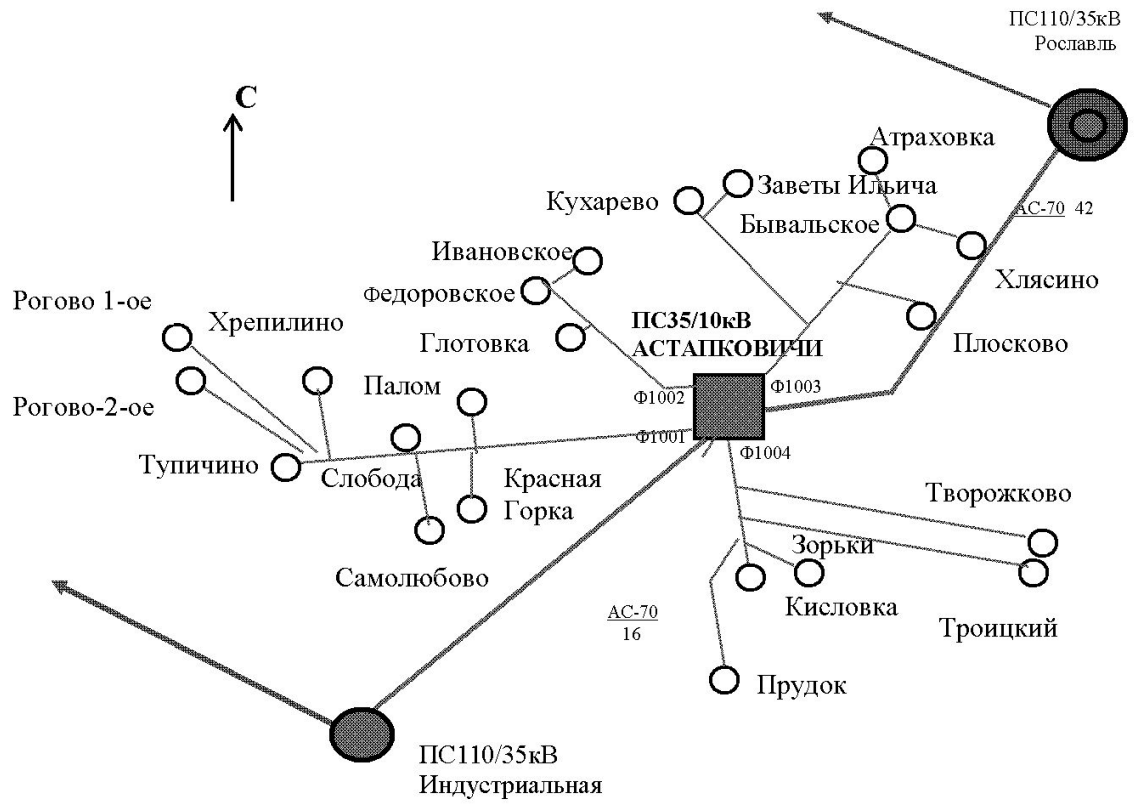 ПС110/35кВ
Рославль
С
Атраховка
Заветы Ильича
Кухарево
АС-70 42
Бывальское
Ивановское
Хлясино
Федоровское
Рогово 1-ое
Хрепилино
ПС35/10кВ
АСТАПКОВИЧИ
Глотовка
Плосково
Палом
Ф1002
Ф1003
Рогово-2-ое
Ф1001
Ф1004
Тупичино
Слобода
Красная
Горка
Творожково
Зорьки
Самолюбово
Кисловка
АС-70
16
Троицкий
Прудок
ПС110/35кВ
Индустриальная